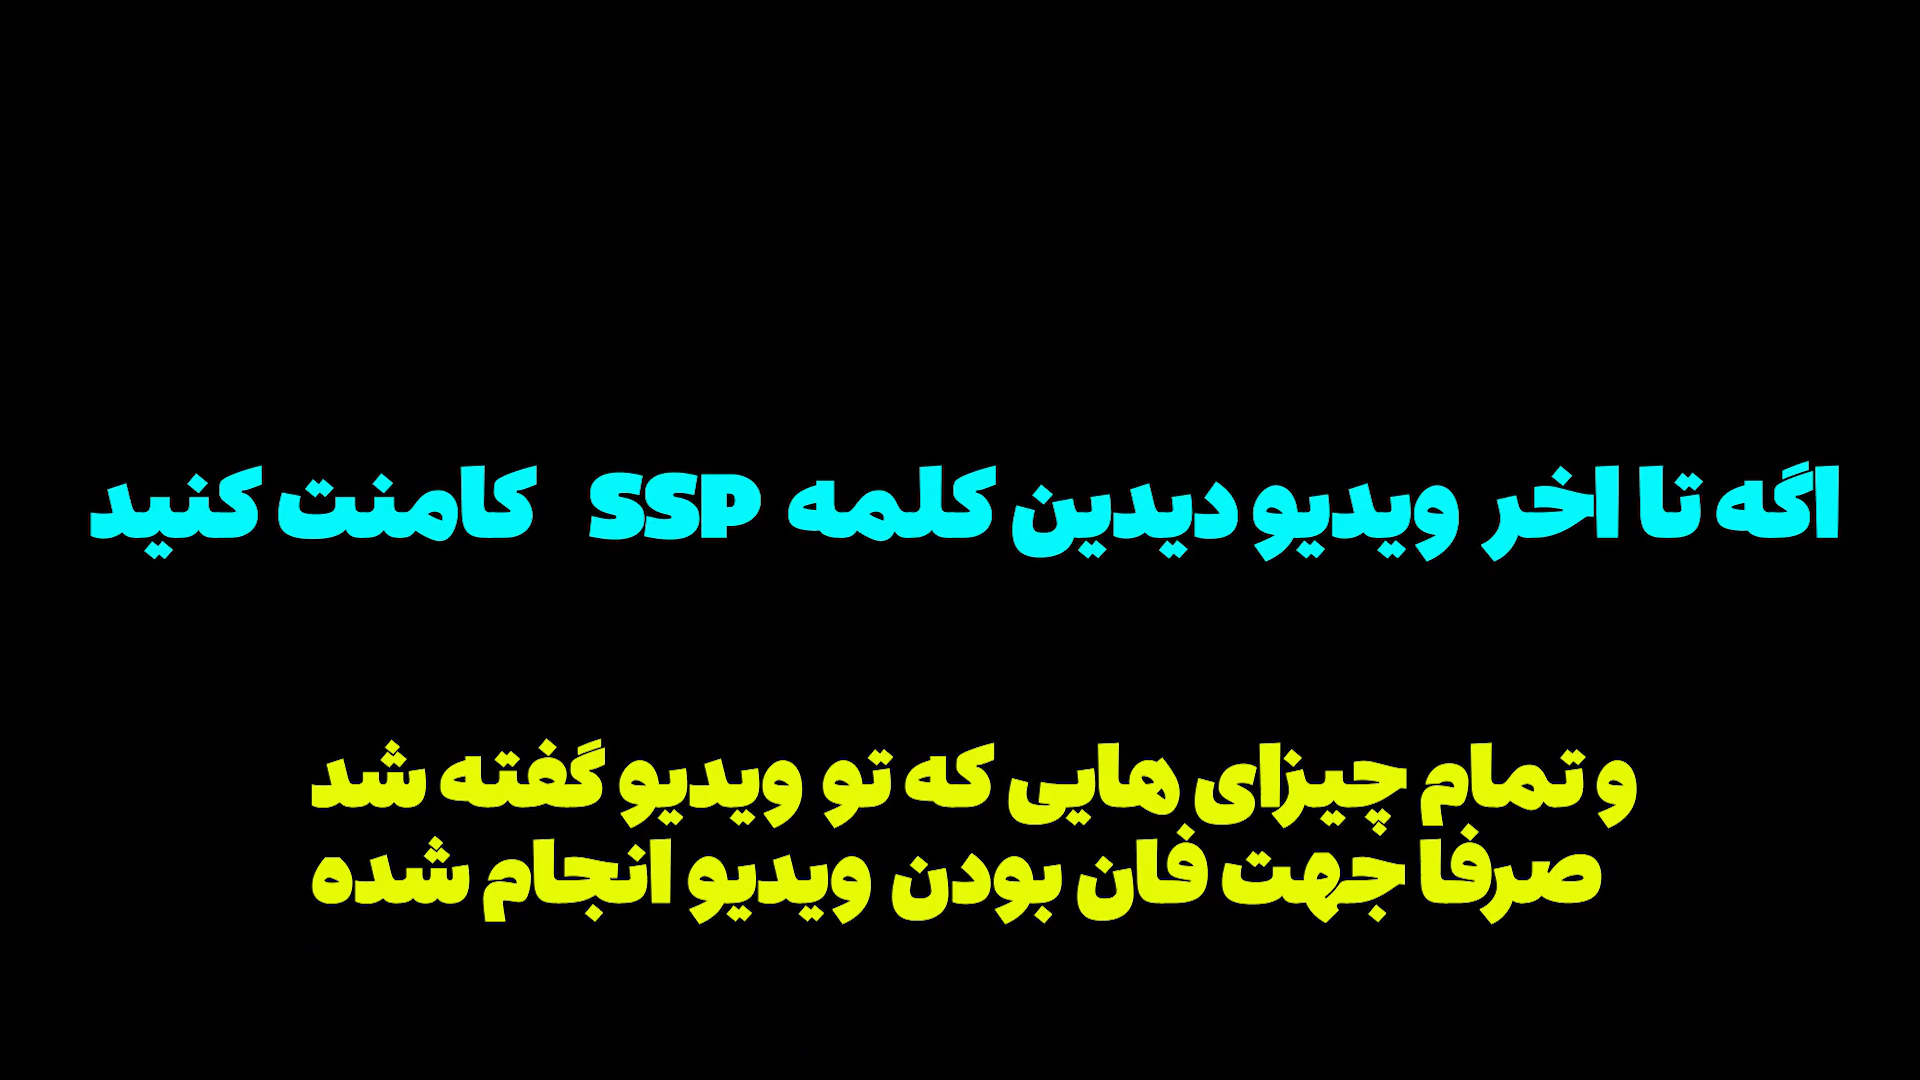 اگه تا اخر ویدیو دیدین کلمه SSP کامنت کنید
و تمام چیزای هایی که تو ویدیو گفته شد
صرفا جهت فان بودن ویدیو انجام شده